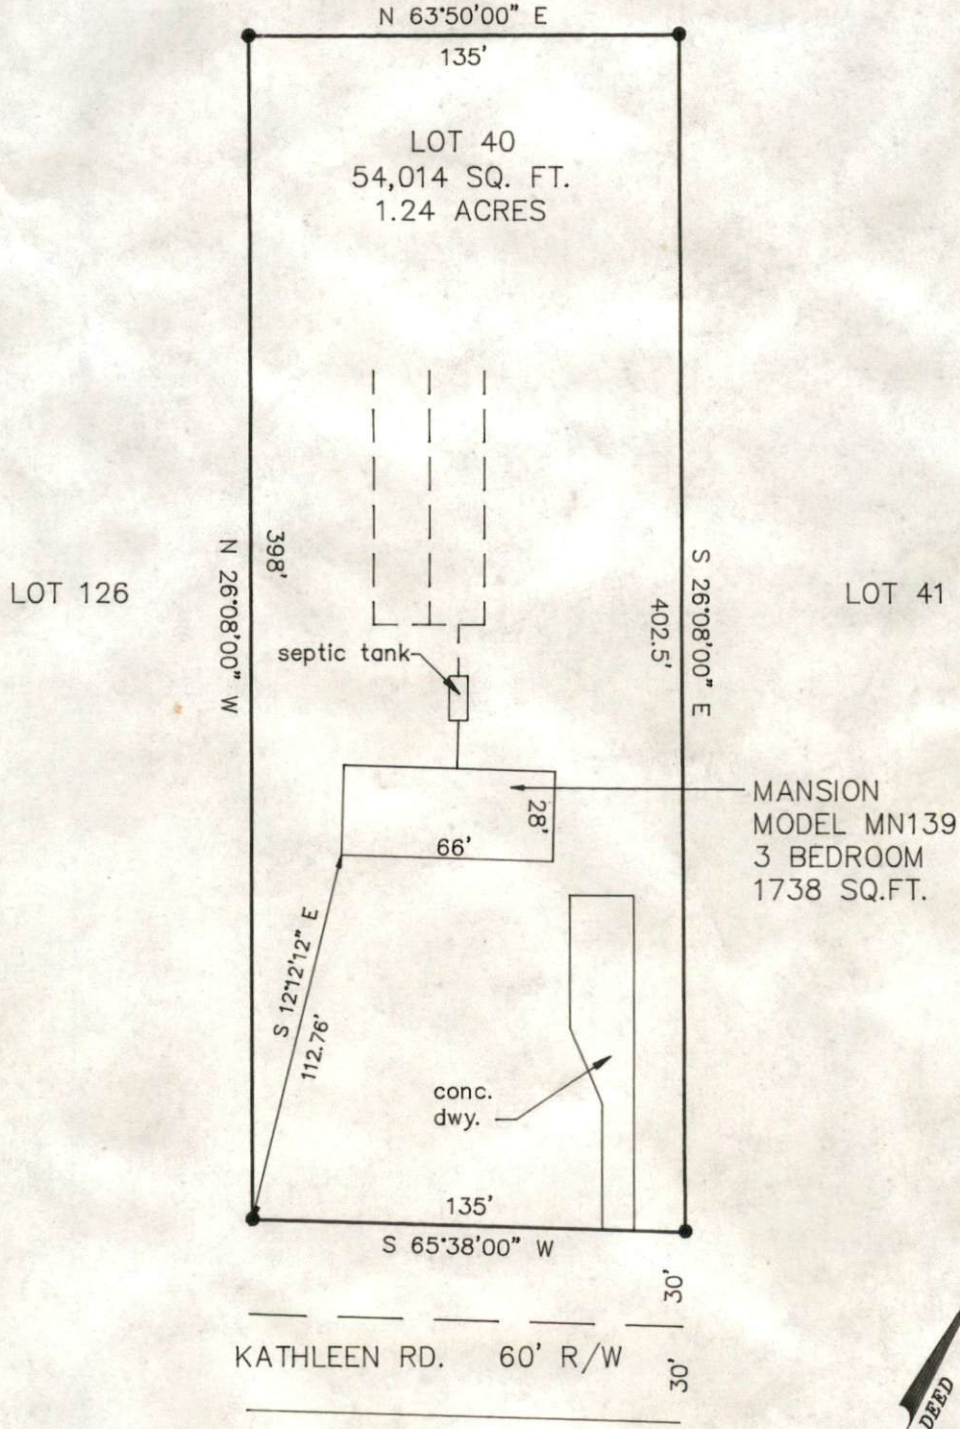 N 63°50'00" E
135'
LOT 40
54,014 SQ. FT.
1.24 ACRES
LOT 126
N 26°08'00" W
398'
S 26°08'00" E
402.5'
LOT 41
septic tank
MANSION
MODEL MN139
3 BEDROOM
1738 SQ.FT.
28'
66'
S 12°12'12" E
112.76'
conc.
dwy.
135'
S 65°38'00" W
30'
KATHLEEN RD. 60' R/W
30'
DEED